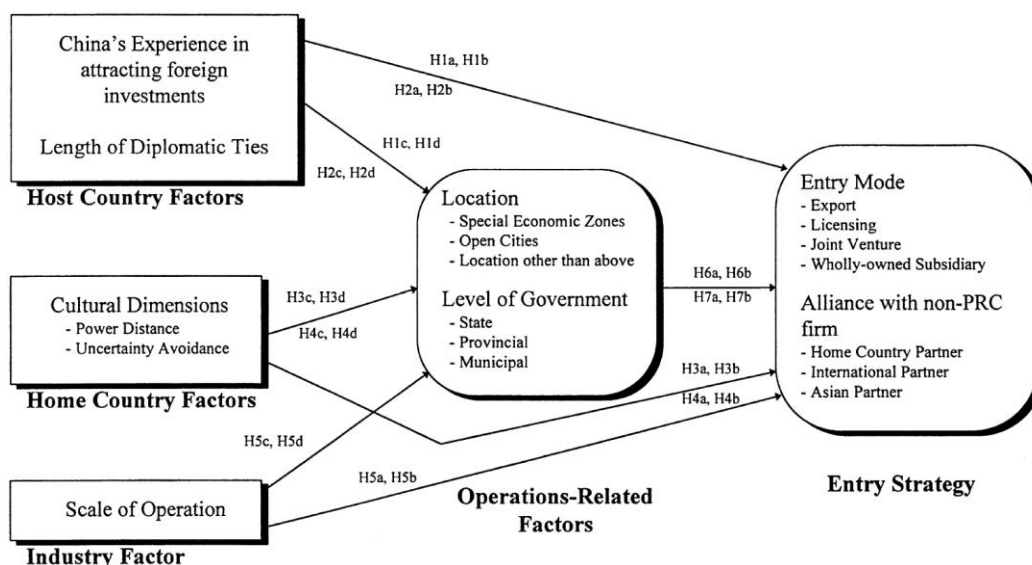 China's Experience in
attracting foreign
investments
Length of Diplomatic Ties
Host Country Factors
H1a, H1b
H2a, H2b
H1c, H1d
H2c, H2d
Location
- Special Economic Zones
- Open Cities
- Location other than above
Level of Government
- State
- Provincial
- Municipal
Entry Mode
- Export
- Licensing
- Joint Venture
- Wholly-owned Subsidiary
Alliance with non-PRC
firm
- Home Country Partner
- International Partner
- Asian Partner
H6a, H6b
H7a, H7b
Cultural Dimensions
- Power Distance
- Uncertainty Avoidance
Home Country Factors
H3c, H3d
H4c, H4d
H3a, H3b
H4a, H4b
H5c, H5d
H5a, H5b
Scale of Operation
Industry Factor
Operations-Related
Factors
Entry Strategy